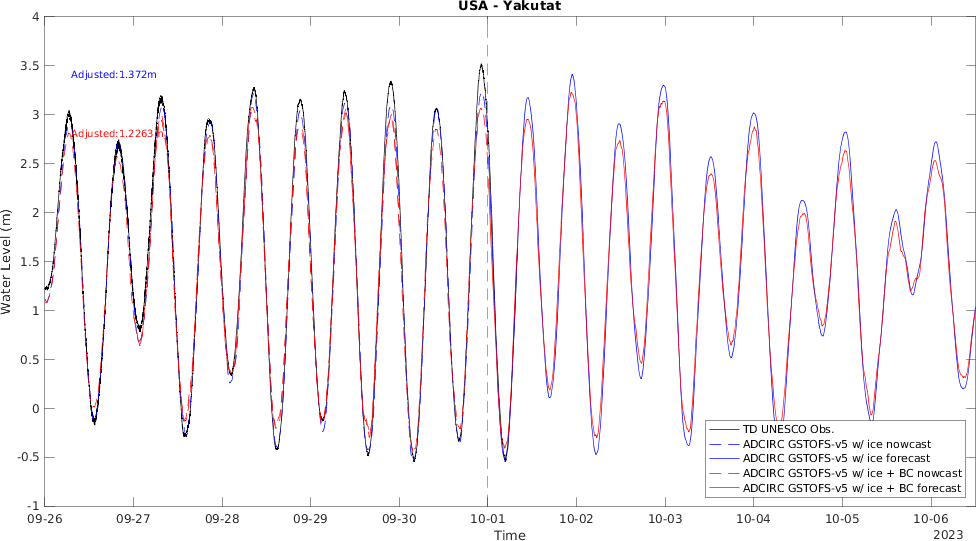 USA - Yakutat
4
3.5
3
2.5
2
1.5
1
0.5
0
-0.5
-1
Water Level (m)
Adjusted:1.372m
Adjusted:1.2263m
TD UNESCO Obs.
ADCIRC GSTOFS-v5 w/ ice nowcast
ADCIRC GSTOFS-v5 w/ ice forecast
ADCIRC GSTOFS-v5 w/ ice + BC nowcast
ADCIRC GSTOFS-v5 w/ ice + BC forecast
09-26 09-27 09-28 09-29 09-30 10-01 10-02 10-03 10-04 10-05 10-06
Time
2023